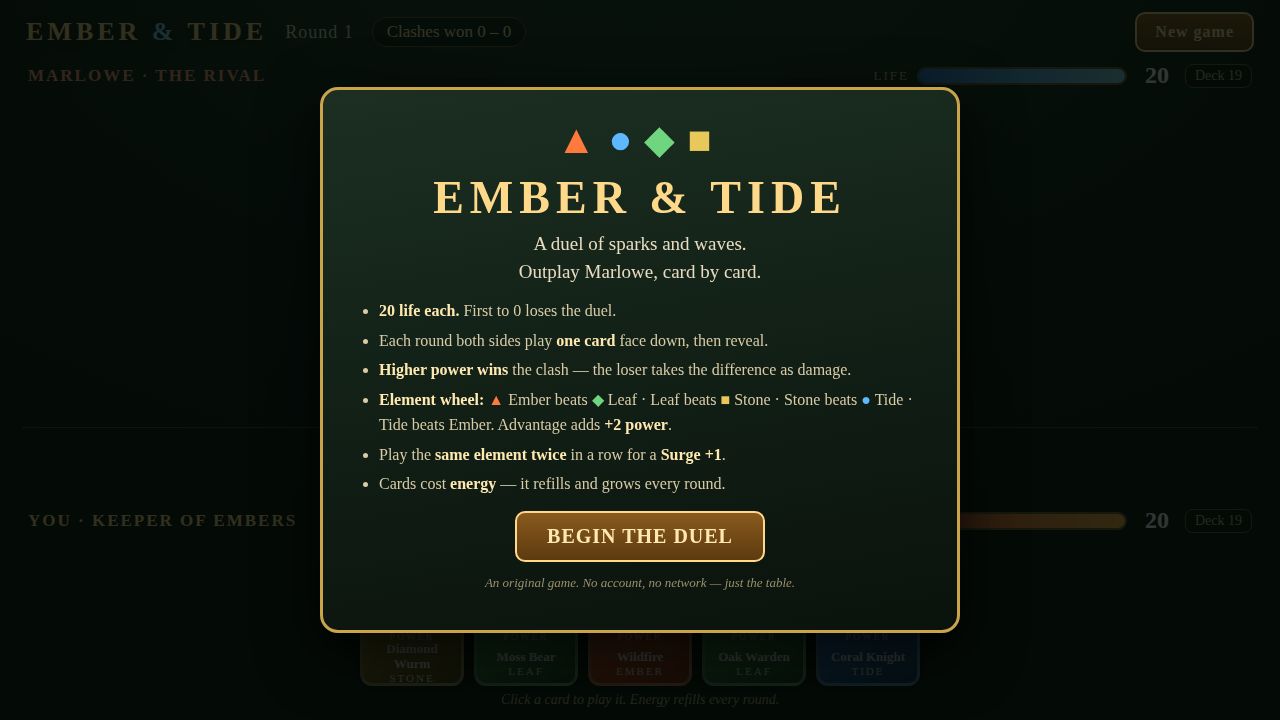 EMBER & TIDE Round 1 Clashes won 0 – 0 New game
MARLOWE · THE RIVAL LIFE 20 Deck 19
EMBER & TIDE
A duel of sparks and waves.
Outplay Marlowe, card by card.
20 life each. First to 0 loses the duel.
Each round both sides play one card face down, then reveal.
Higher power wins the clash — the loser takes the difference as damage.
Element wheel: ▲ Ember beats ◆ Leaf · Leaf beats ■ Stone · Stone beats ● Tide ·
Tide beats Ember. Advantage adds +2 power.
Play the same element twice in a row for a Surge +1.
Cards cost energy — it refills and grows every round.
BEGIN THE DUEL
An original game. No account, no network — just the table.
YOU · KEEPER OF EMBERS 20 Deck 19
POWER POWER POWER POWER POWER
Diamond
Wurm Moss Bear Wildfire Oak Warden Coral Knight
STONE LEAF EMBER LEAF TIDE
Click a card to play it. Energy refills every round.